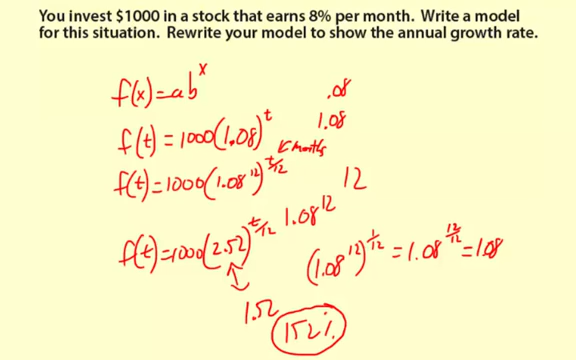 You invest $1000 in a stock that earns 8% per month. Write a model
for this situation. Rewrite your model to show the annual growth rate.
f(x)=ab^x
.08
f(t)=1000(1.08)^t
1.08
← months
f(t)=1000(1.08^12)^t/12
12
1.08^12
f(t)=1000(2.52)^t/12
(1.08^12)^1/12=1.08^12/12=1.08
1.52
152%